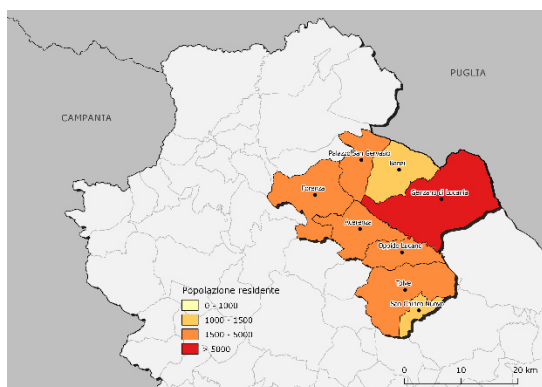 PUGLIA
CAMPANIA
Palazzo San Gervasio
Banzi
Forenza
Genzano di Lucania
Acerenza
Oppido Lucano
Tolve
San Chirico Nuovo
Popolazione residente
0 - 1000
1000 - 1500
1500 - 5000
> 5000
0 10 20 km